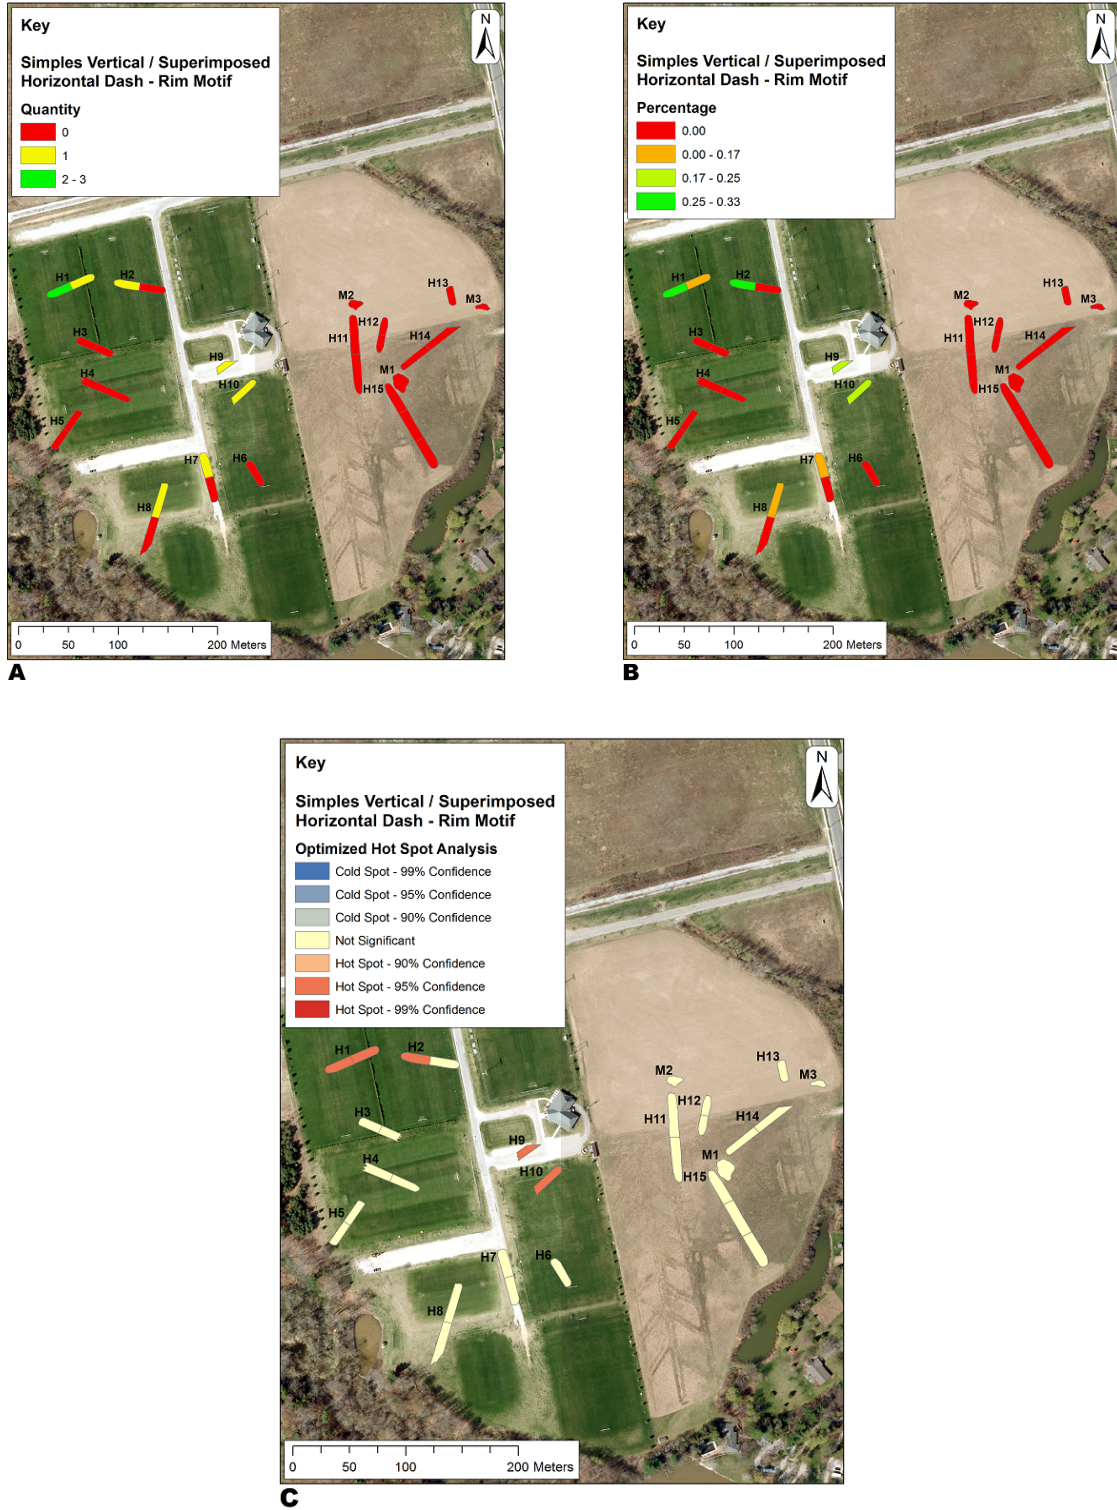 Key
N
Simples Vertical / Superimposed
Horizontal Dash - Rim Motif
Quantity
0
1
2 - 3
H1
H2
H13
M2
M3
H12
H3
H11
H14
H9
M1
H4
H10
H15
H5
H7
H6
H8
0
100
200 Meters
A
Key
N
Simples Vertical / Superimposed
Horizontal Dash - Rim Motif
Percentage
0.00
0.00 - 0.17
0.17 - 0.25
0.25 - 0.33
H1
H2
H13
M2
M3
H12
H3
H11
H14
H9
M1
H4
H10
H15
H5
H7
H6
H8
0
50
100
200 Meters
B
Key
N
Simples Vertical / Superimposed
Horizontal Dash - Rim Motif
Optimized Hot Spot Analysis
Cold Spot - 99% Confidence
Cold Spot - 95% Confidence
Cold Spot - 90% Confidence
Not Significant
Hot Spot - 90% Confidence
Hot Spot - 95% Confidence
Hot Spot - 99% Confidence
H1
H2
H13
M2
M3
H12
H3
H11
H14
H9
M1
H4
H10
H15
H5
H7
H6
H8
0
50
100
200 Meters
C